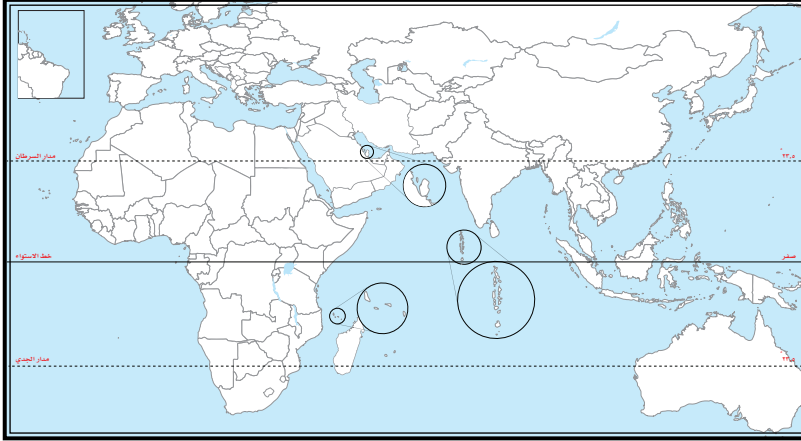 مدار السرطان
٢٣,٥
خط الاستواء
صفر
مدار الجدي
٢٣,٥